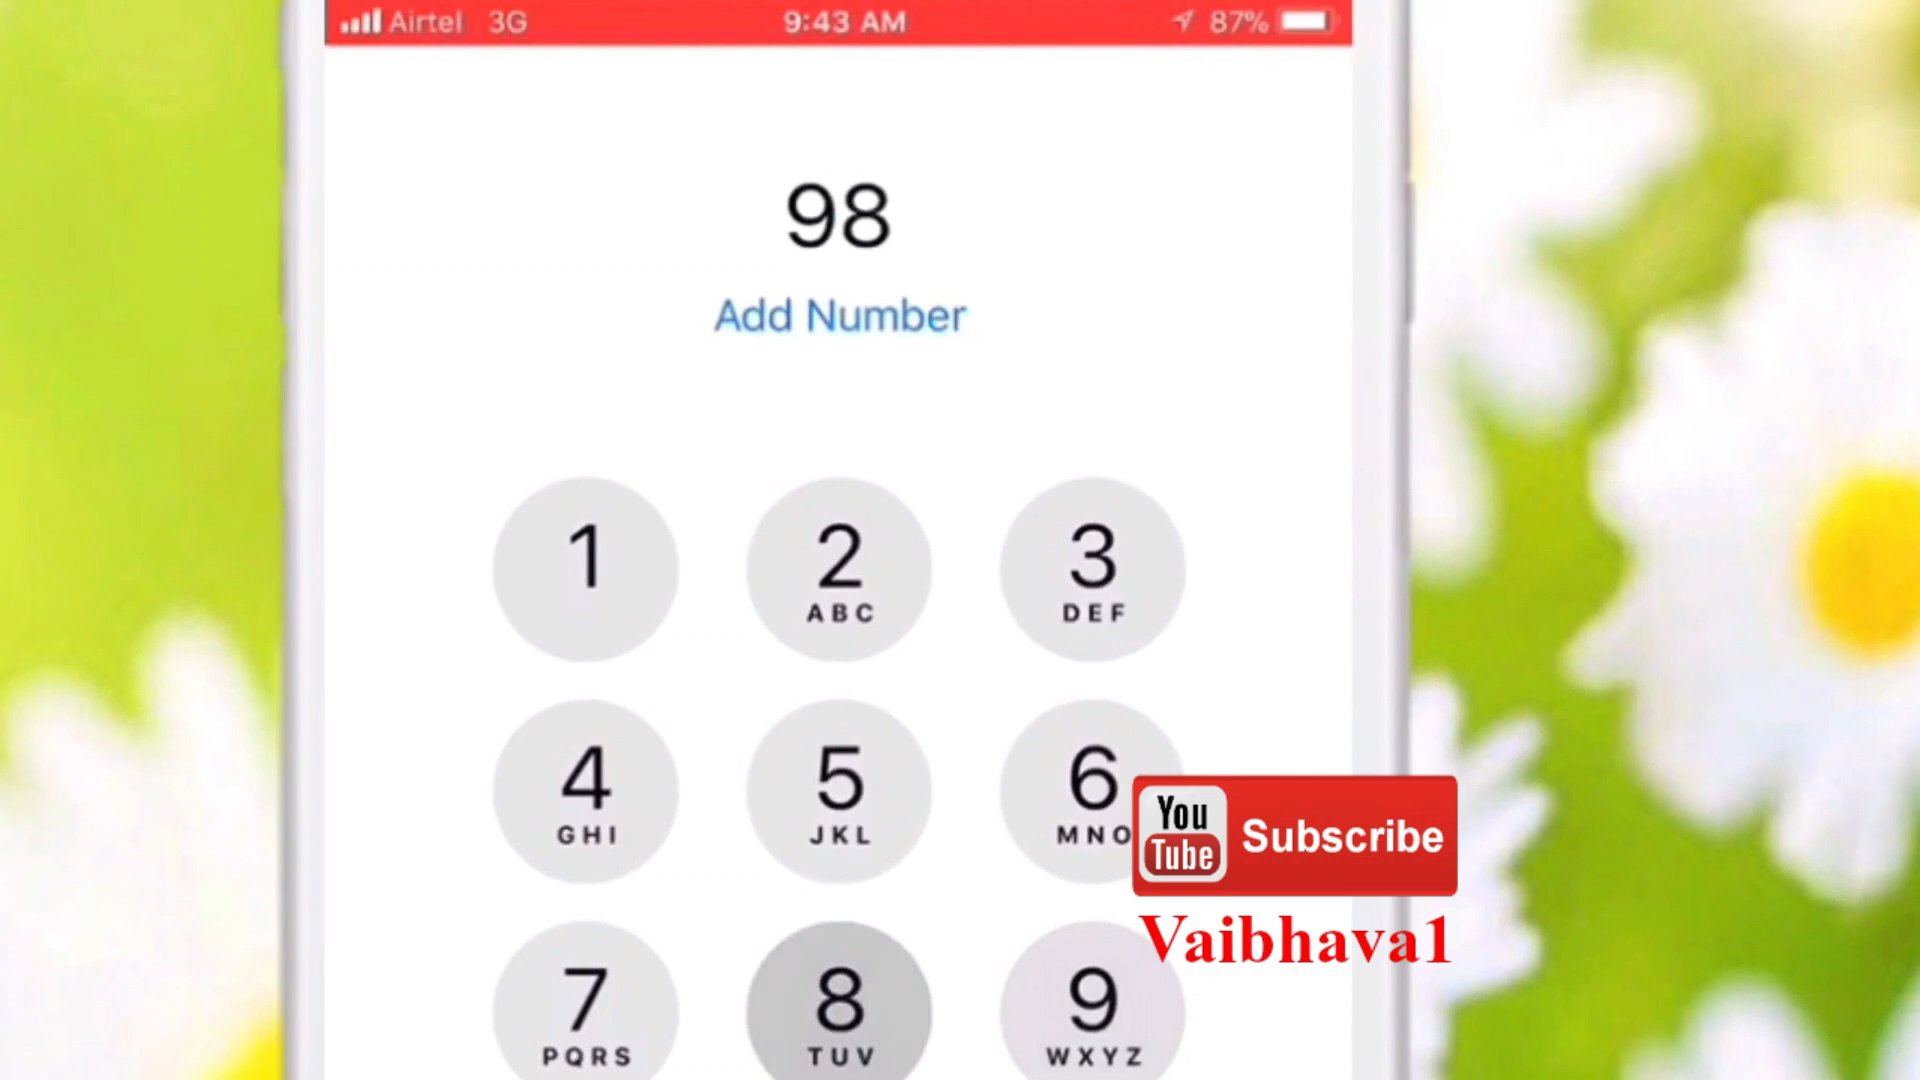 Airtel 3G 9:43 AM 87%
98
Add Number
1 2 3
ABC DEF
4 5 6
GHI JKL MNO
You Tube Subscribe
Vaibhava1
7 8 9
PQRS TUV WXYZ